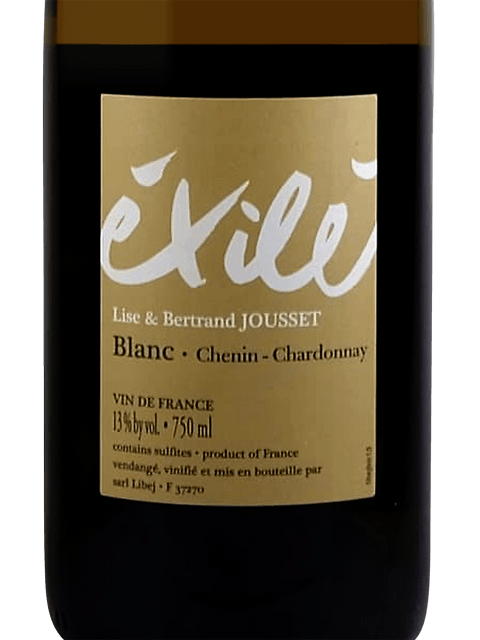 éxilé
Lise & Bertrand JOUSSET
Blanc • Chenin - Chardonnay
VIN DE FRANCE
13 % by vol. • 750 ml
contains sulfites • product of France
vendangé, vinifié et mis en bouteille par
sarl Libej • F 37270